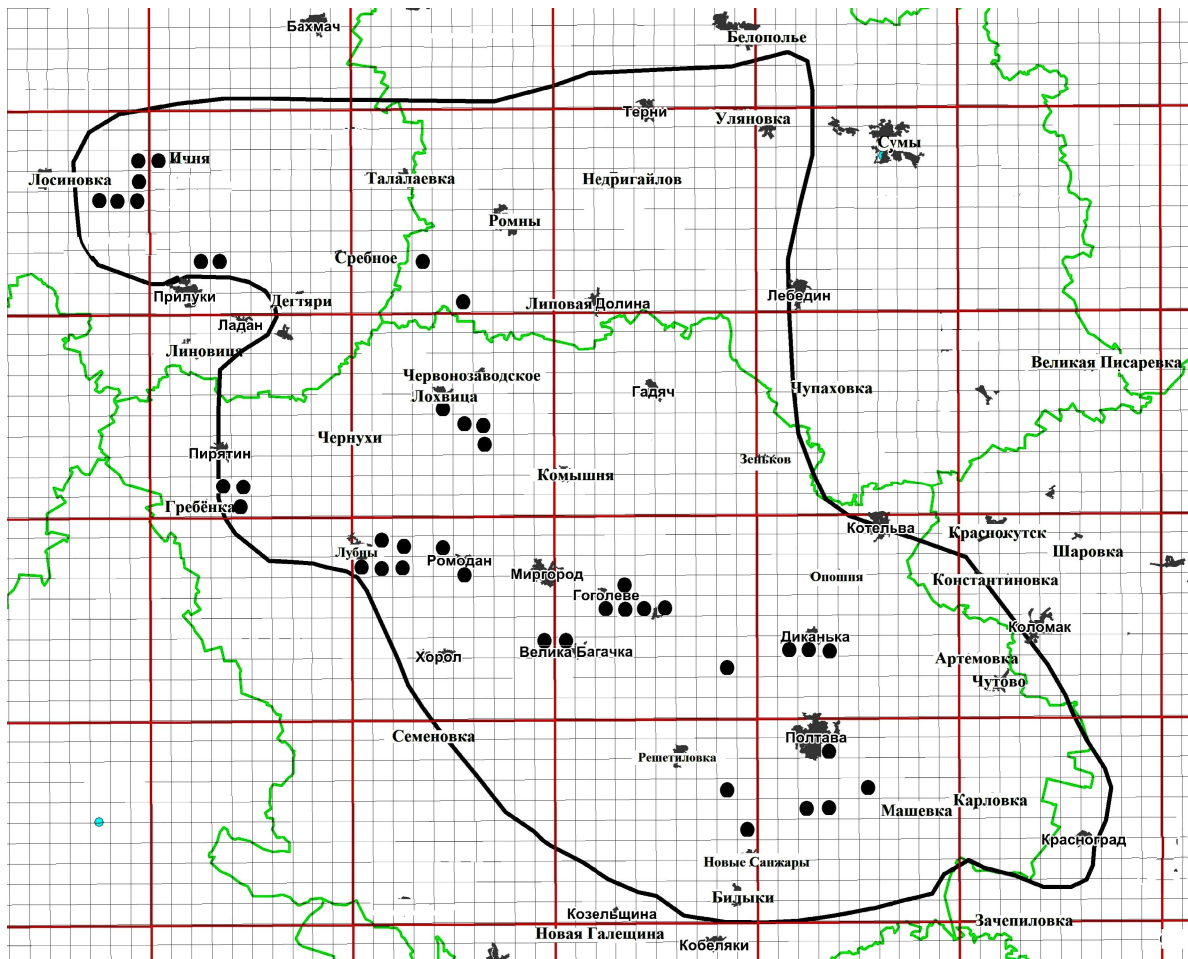 Бахмач
Белополье
Терни
Уляновка
Сумы
Ичня
Лосиновка
Талалаевка
Недригайлов
Ромны
Сребное
Прилуки
Дегтяри
Липовая Долина
Лебедин
Ладан
Линовица
Великая Писаревка
Червонозаводское
Лохвица
Гадяч
Чупаховка
Чернухи
Пирятин
Зеньков
Комышня
Гребёнка
Котельва
Краснокутск
Лубны
Ромодан
Шаровка
Миргород
Опошня
Константиновка
Гоголеве
Коломак
Диканька
Велика Багачка
Хорол
Артемовка
Чутово
Семеновка
Полтава
Решетиловка
Карловка
Машевка
Красноград
Новые Санжары
Билыки
Козельщина
Зачепиловка
Новая Галещина
Кобеляки